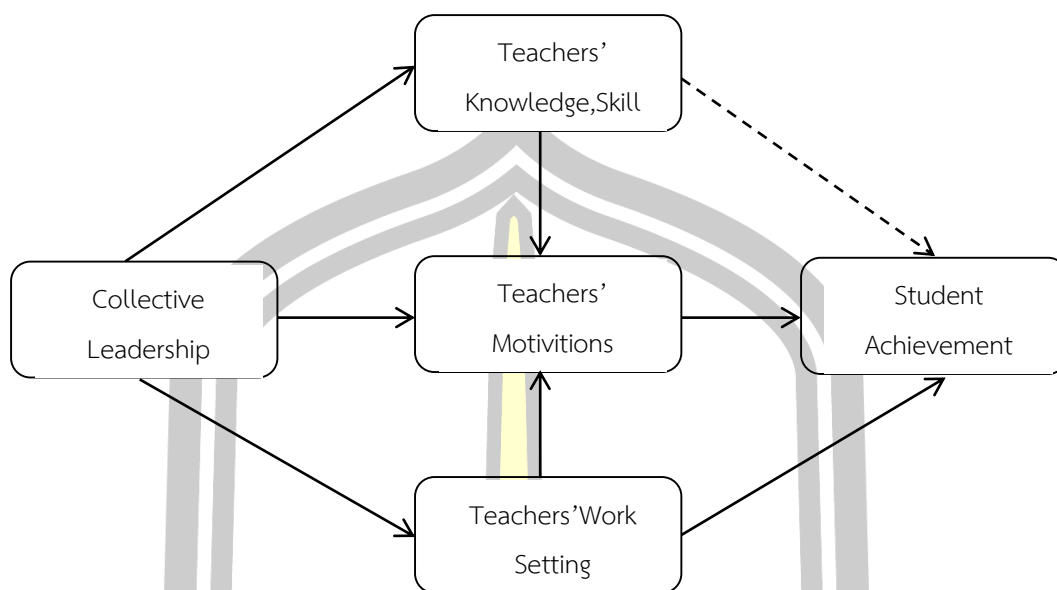 Teachers’
Knowledge,Skill
Collective
Leadership
Teachers’
Motivitions
Student
Achievement
Teachers’Work
Setting